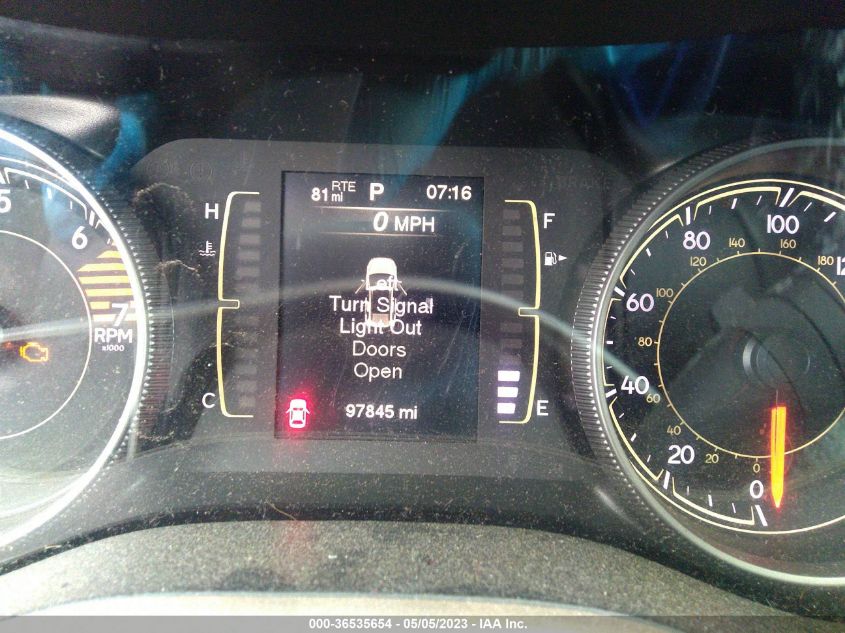 81 RTE mi P 07:16
0 MPH
Left
Turn Signal
Light Out
Doors
Open
97845 mi
H
C
F
E
5
6
7
RPM
x1000
0
20
40
60
80
100
0
20
40
60
80
100
120
140
160
180
000-36535654 - 05/05/2023 - IAA Inc.